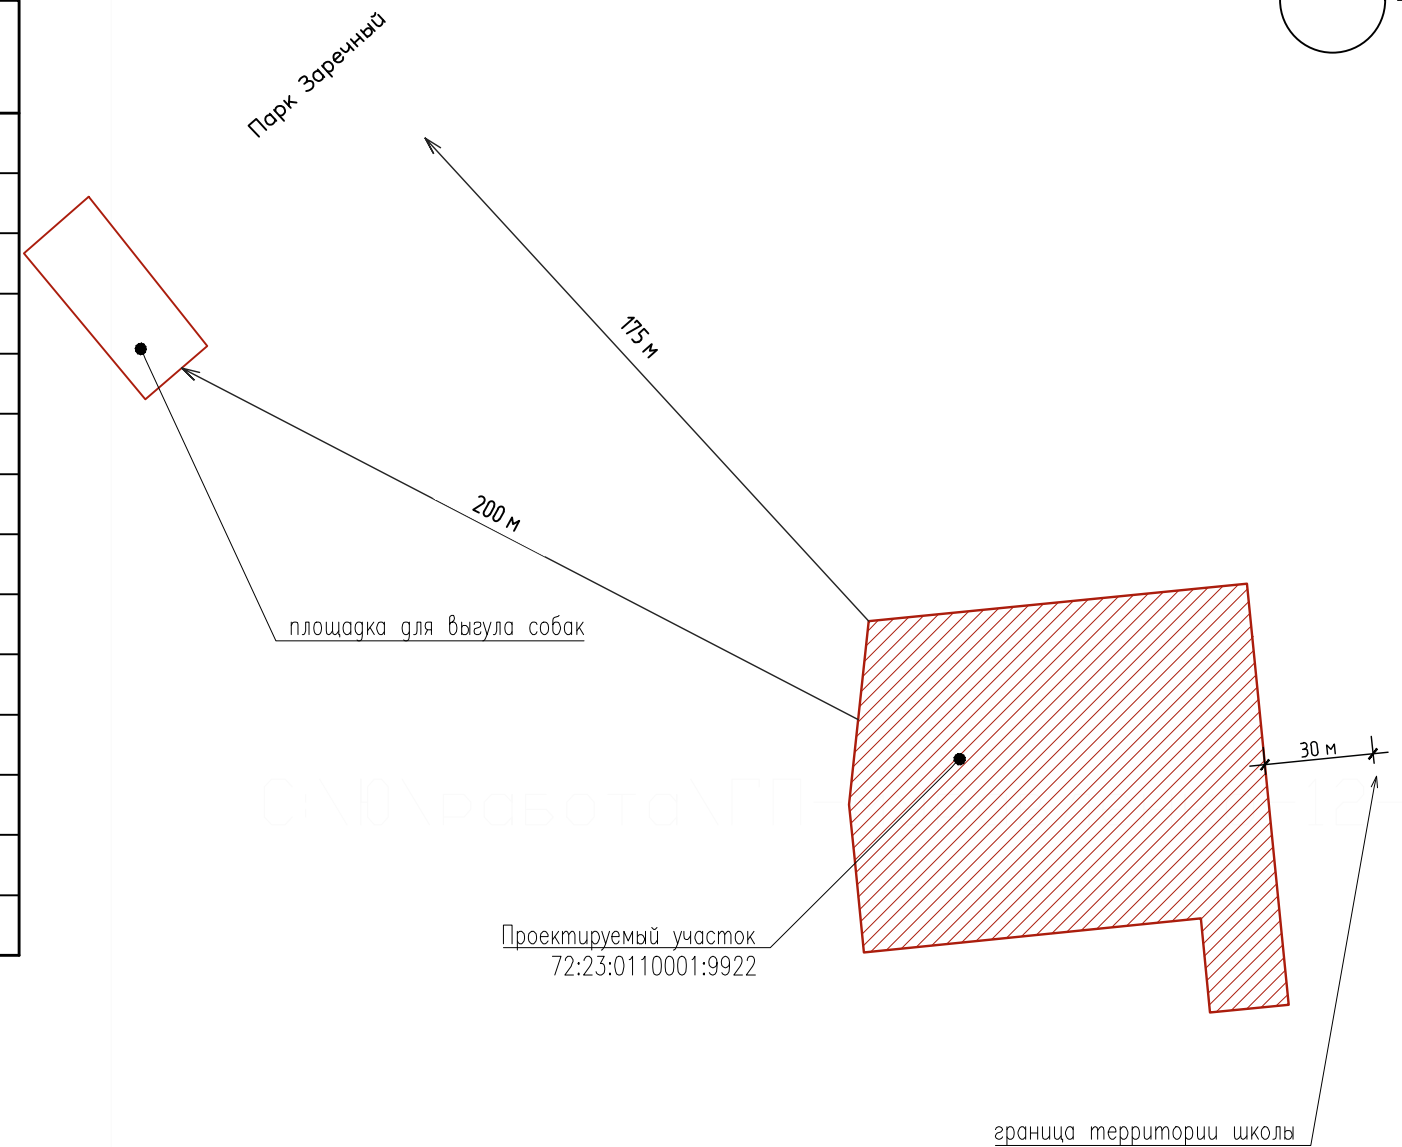 Парк Заречный
175 м
200 м
площадка для выгула собак
30 м
Проектируемый участок
72:23:0110001:9922
граница территории школы